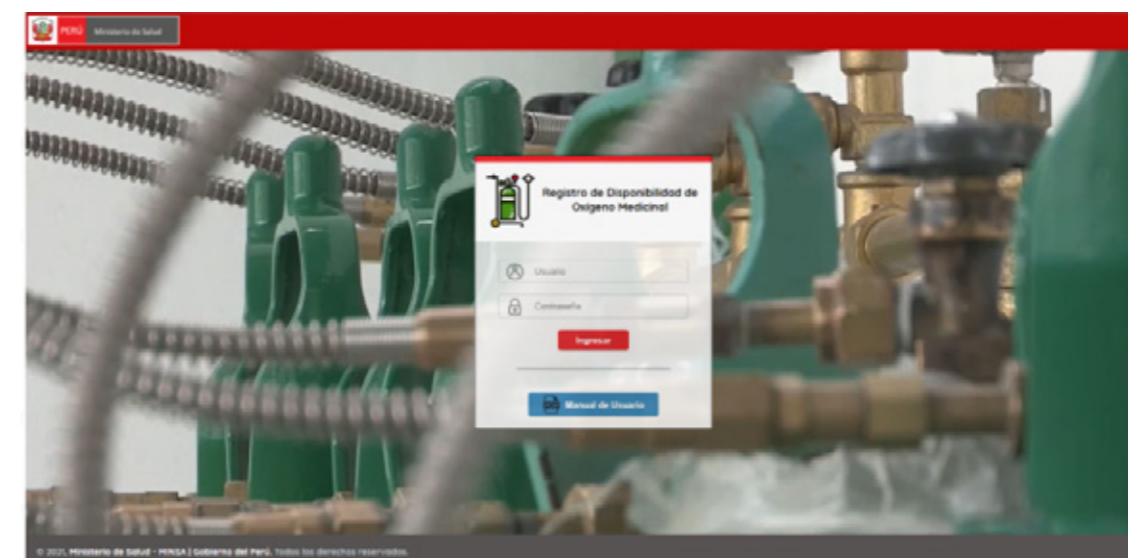 PERÚ Ministerio de Salud
Registro de Disponibilidad de
Oxigeno Medicinal
Usuario
Contraseña
Ingresar
Manual de Usuario
© 2021, Ministerio de Salud - MINSA | Gobierno del Perú. Todos los derechos reservados.